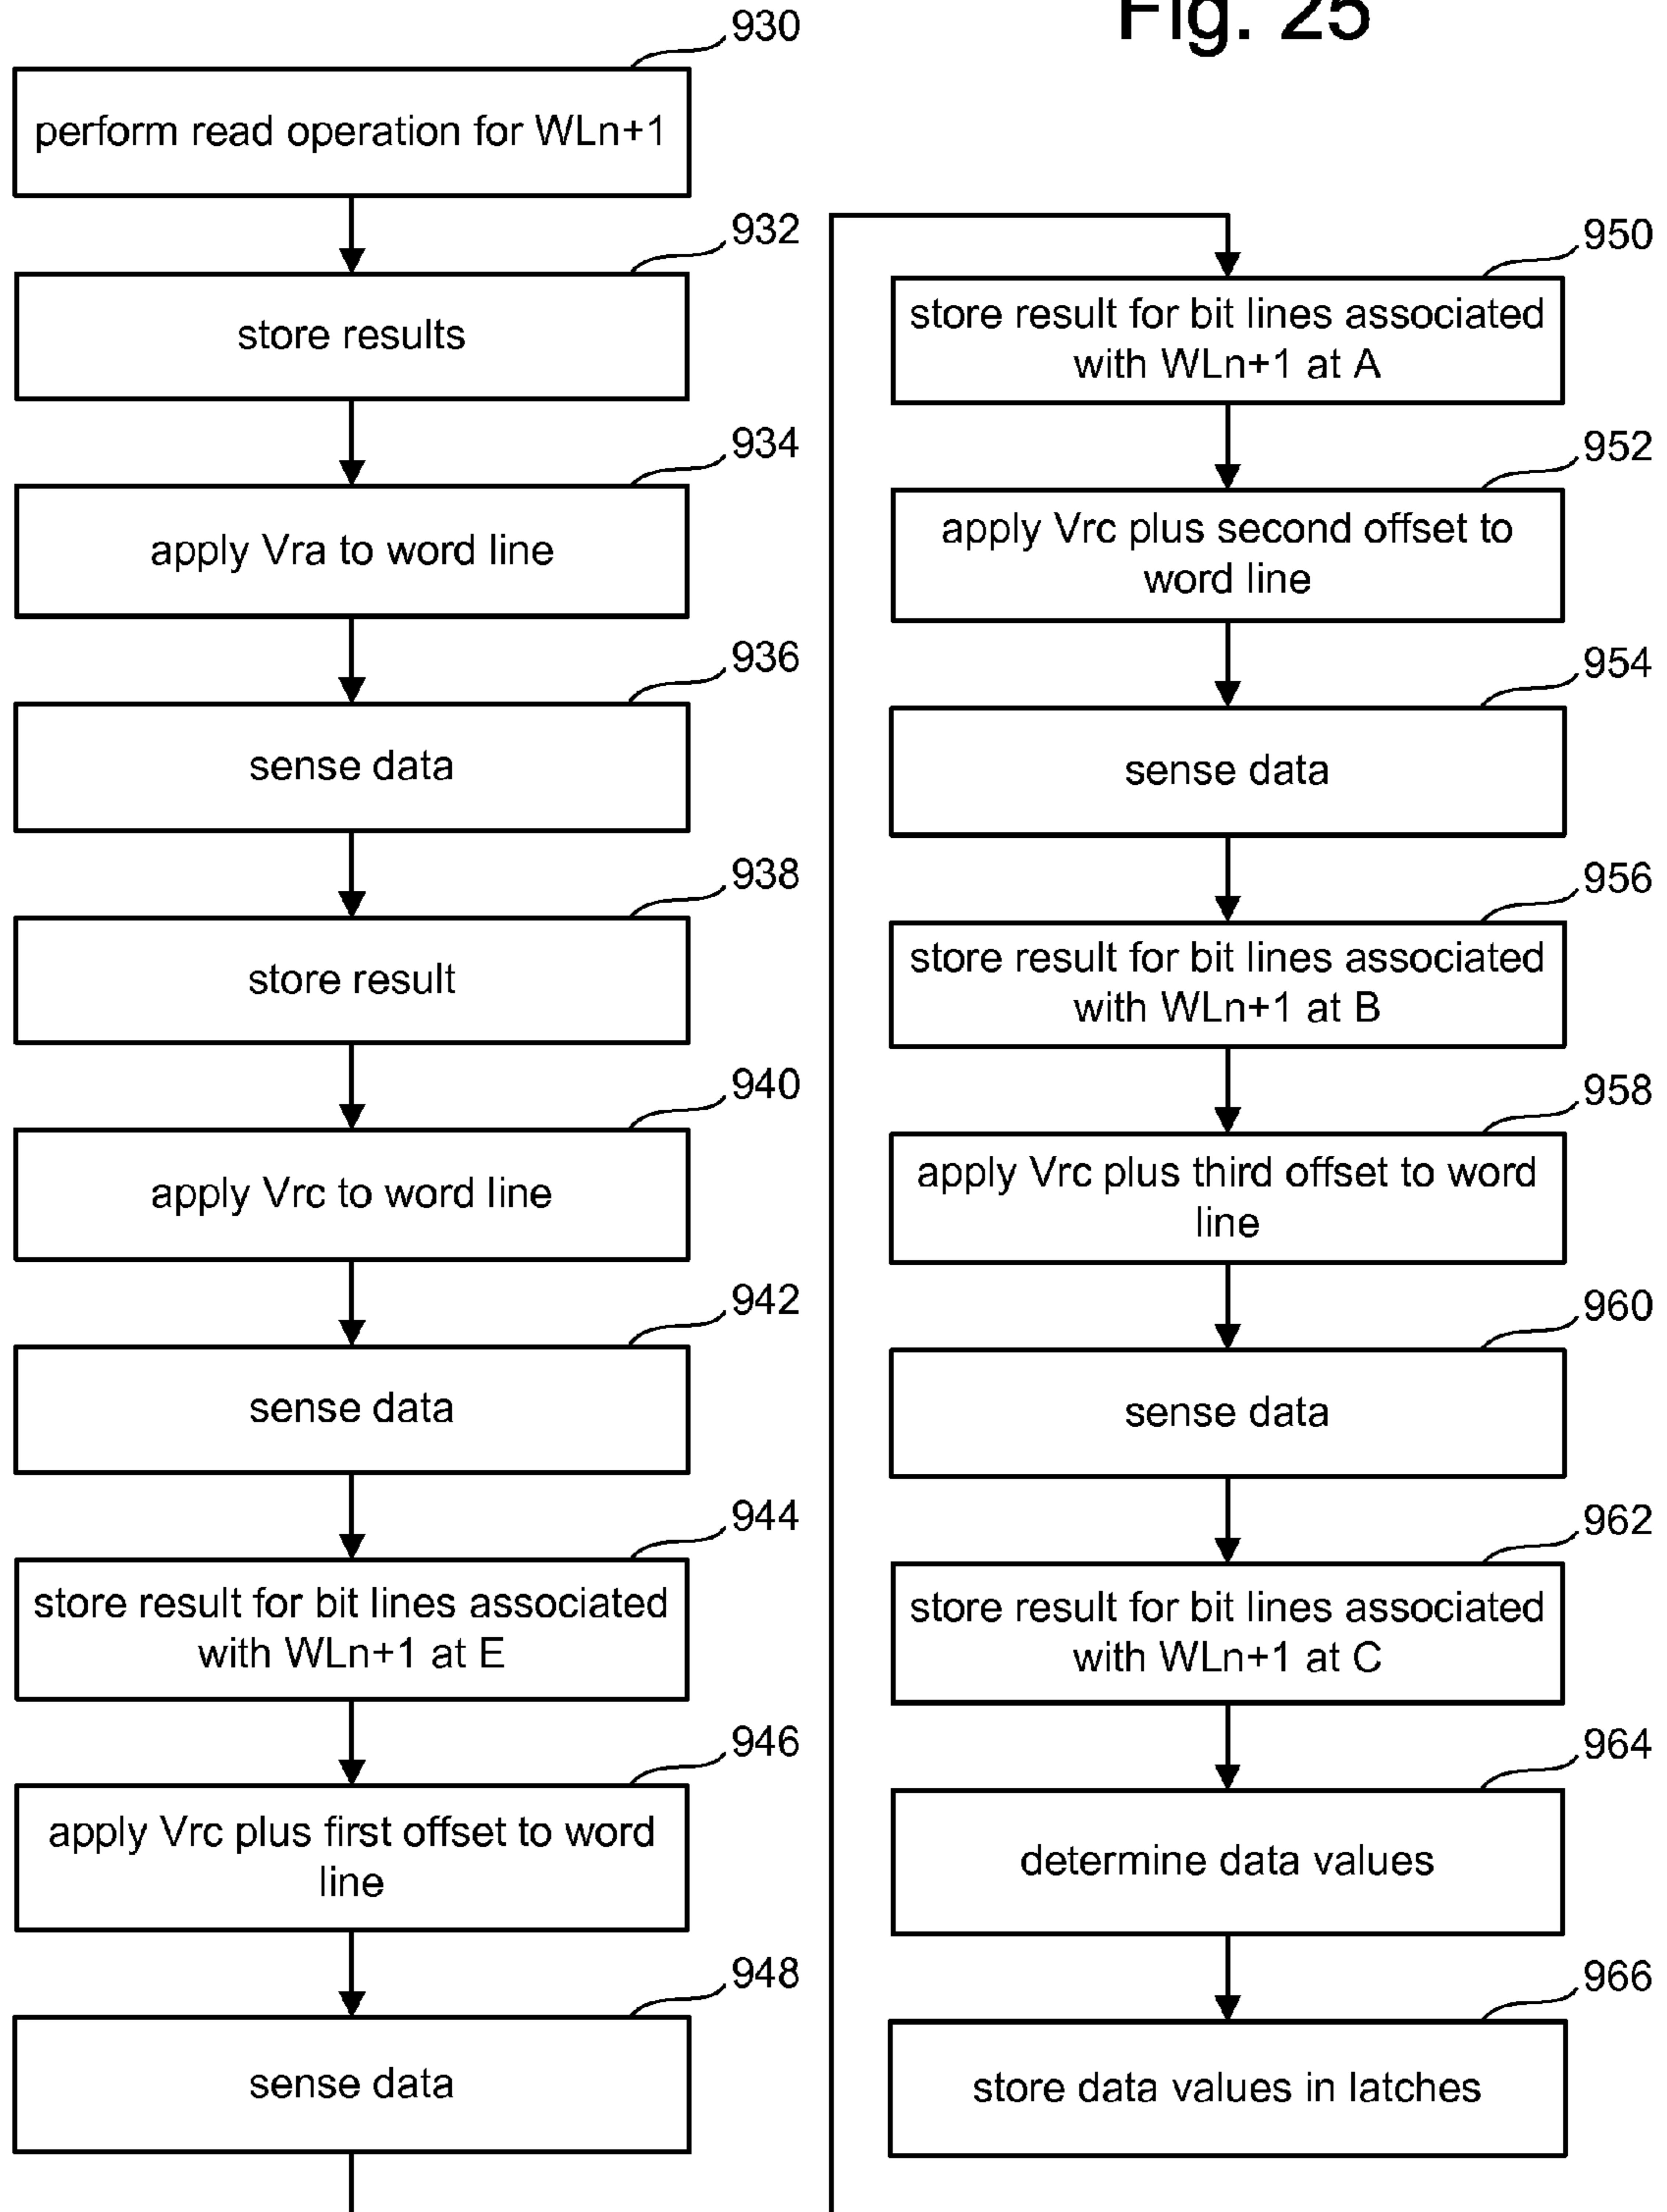 Fig. 25
930
perform read operation for WLn+1
932
store results
934
apply Vra to word line
936
sense data
938
store result
940
apply Vrc to word line
942
sense data
944
store result for bit lines associated
with WLn+1 at E
946
apply Vrc plus first offset to word
line
948
sense data
950
store result for bit lines associated
with WLn+1 at A
952
apply Vrc plus second offset to
word line
954
sense data
956
store result for bit lines associated
with WLn+1 at B
958
apply Vrc plus third offset to word
line
960
sense data
962
store result for bit lines associated
with WLn+1 at C
964
determine data values
966
store data values in latches